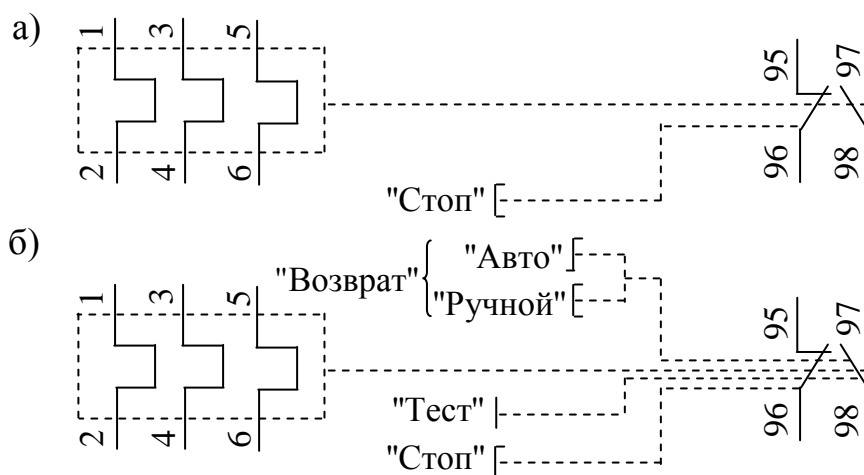 а)
1 3 5
95 97
2 4 6
96 98
"Стоп"
б)
"Возврат" "Авто"
"Ручной"
1 3 5
95 97
2 4 6
"Тест"
96 98
"Стоп"